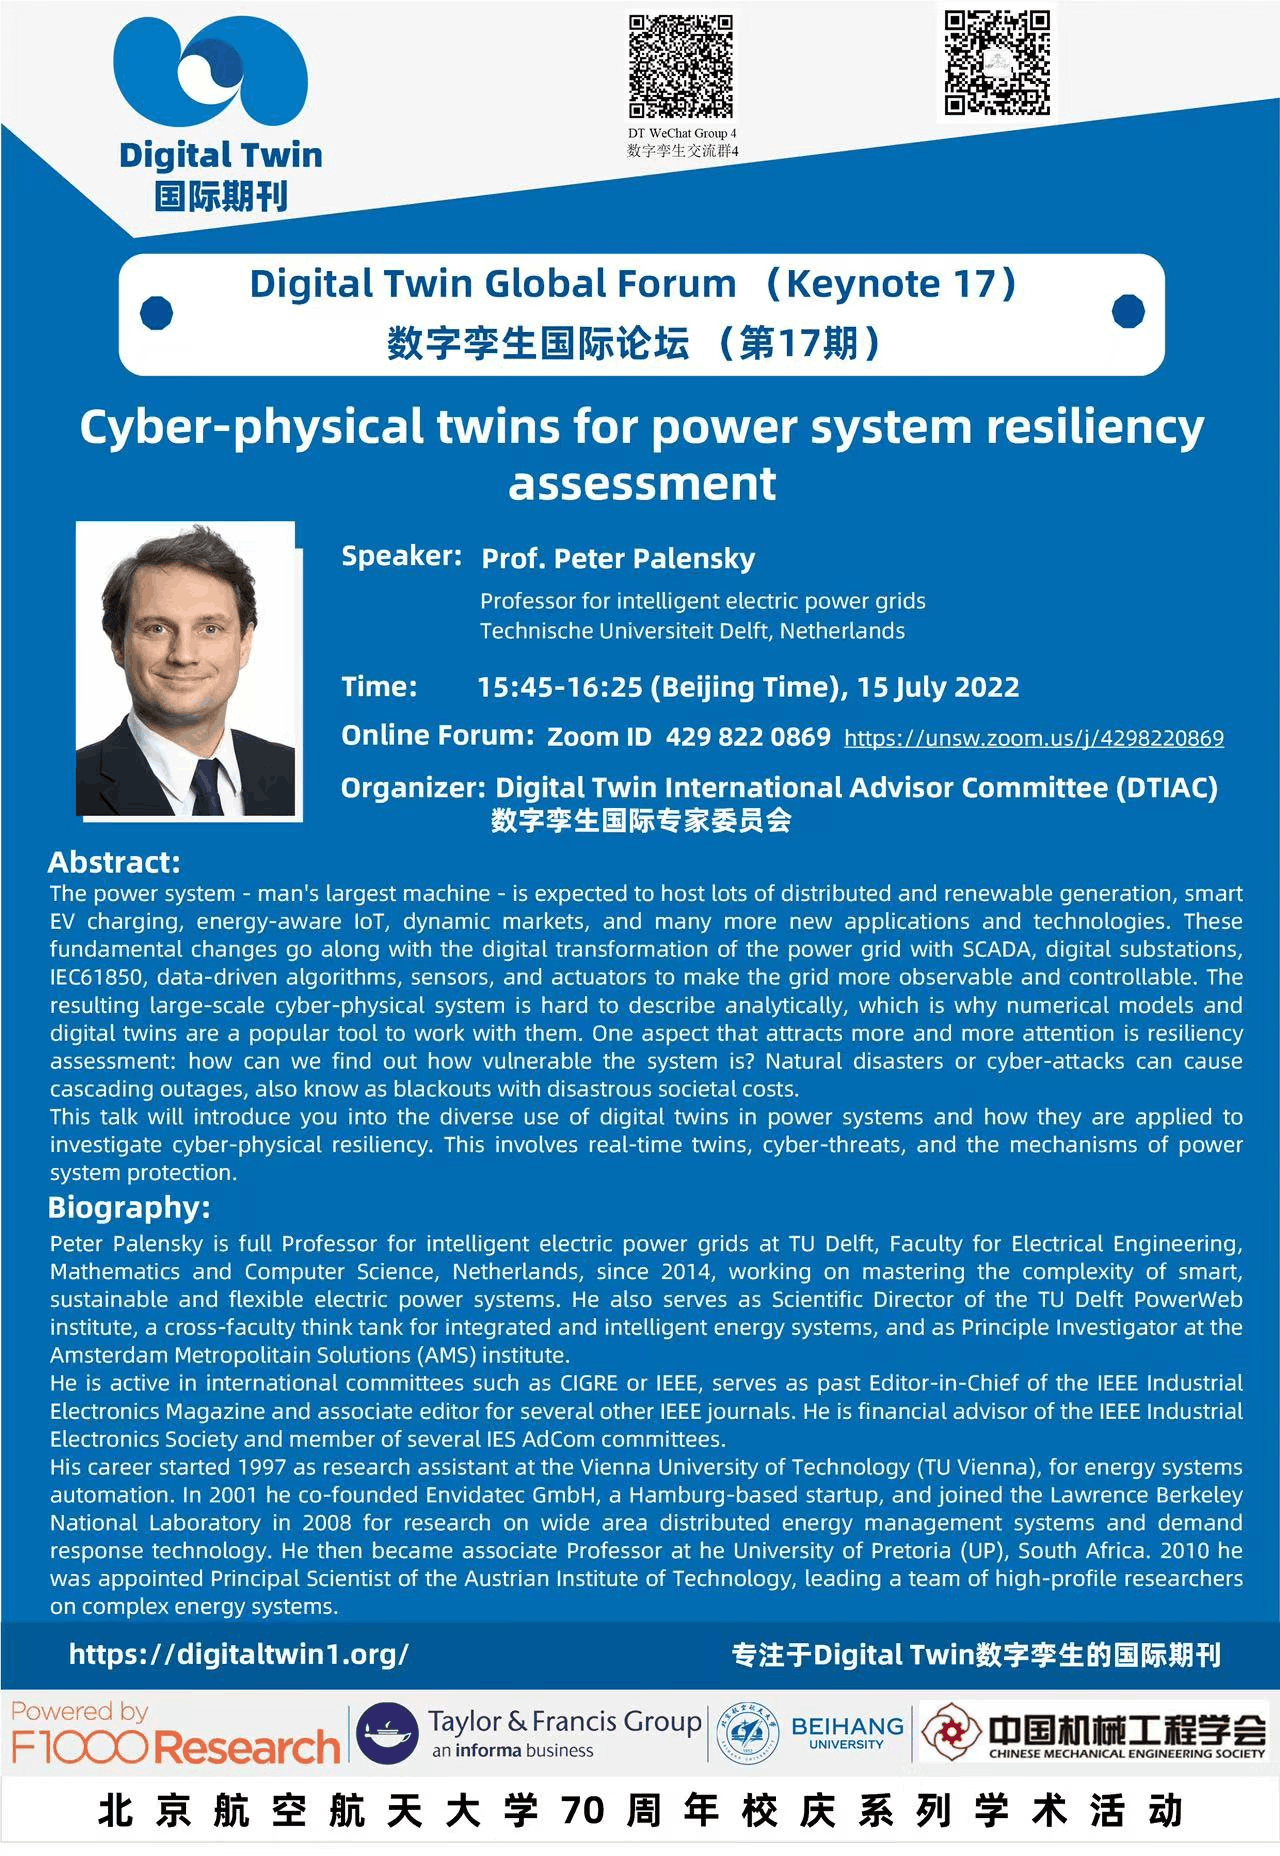 Digital Twin
国际期刊
DT WeChat Group 4
数字孪生交流群4
Digital Twin Global Forum （Keynote 17）
数字孪生国际论坛 （第17期）
Cyber-physical twins for power system resiliency
assessment
Speaker: Prof. Peter Palensky
Professor for intelligent electric power grids
Technische Universiteit Delft, Netherlands
Time: 15:45-16:25 (Beijing Time), 15 July 2022
Online Forum: Zoom ID 429 822 0869 https://unsw.zoom.us/j/4298220869
Organizer: Digital Twin International Advisor Committee (DTIAC)
数字孪生国际专家委员会
Abstract:
The power system - man's largest machine - is expected to host lots of distributed and renewable generation, smart
EV charging, energy-aware IoT, dynamic markets, and many more new applications and technologies. These
fundamental changes go along with the digital transformation of the power grid with SCADA, digital substations,
IEC61850, data-driven algorithms, sensors, and actuators to make the grid more observable and controllable. The
resulting large-scale cyber-physical system is hard to describe analytically, which is why numerical models and
digital twins are a popular tool to work with them. One aspect that attracts more and more attention is resiliency
assessment: how can we find out how vulnerable the system is? Natural disasters or cyber-attacks can cause
cascading outages, also know as blackouts with disastrous societal costs.
This talk will introduce you into the diverse use of digital twins in power systems and how they are applied to
investigate cyber-physical resiliency. This involves real-time twins, cyber-threats, and the mechanisms of power
system protection.
Biography:
Peter Palensky is full Professor for intelligent electric power grids at TU Delft, Faculty for Electrical Engineering,
Mathematics and Computer Science, Netherlands, since 2014, working on mastering the complexity of smart,
sustainable and flexible electric power systems. He also serves as Scientific Director of the TU Delft PowerWeb
institute, a cross-faculty think tank for integrated and intelligent energy systems, and as Principle Investigator at the
Amsterdam Metropolitain Solutions (AMS) institute.
He is active in international committees such as CIGRE or IEEE, serves as past Editor-in-Chief of the IEEE Industrial
Electronics Magazine and associate editor for several other IEEE journals. He is financial advisor of the IEEE Industrial
Electronics Society and member of several IES AdCom committees.
His career started 1997 as research assistant at the Vienna University of Technology (TU Vienna), for energy systems
automation. In 2001 he co-founded Envidatec GmbH, a Hamburg-based startup, and joined the Lawrence Berkeley
National Laboratory in 2008 for research on wide area distributed energy management systems and demand
response technology. He then became associate Professor at he University of Pretoria (UP), South Africa. 2010 he
was appointed Principal Scientist of the Austrian Institute of Technology, leading a team of high-profile researchers
on complex energy systems.
https://digitaltwin1.org/
专注于Digital Twin数字孪生的国际期刊
Powered by
F1000Research
Taylor & Francis Group
an informa business
BEIHANG
UNIVERSITY
中国机械工程学会
CHINESE MECHANICAL ENGINEERING SOCIETY
北京航空航天大学70周年校庆系列学术活动